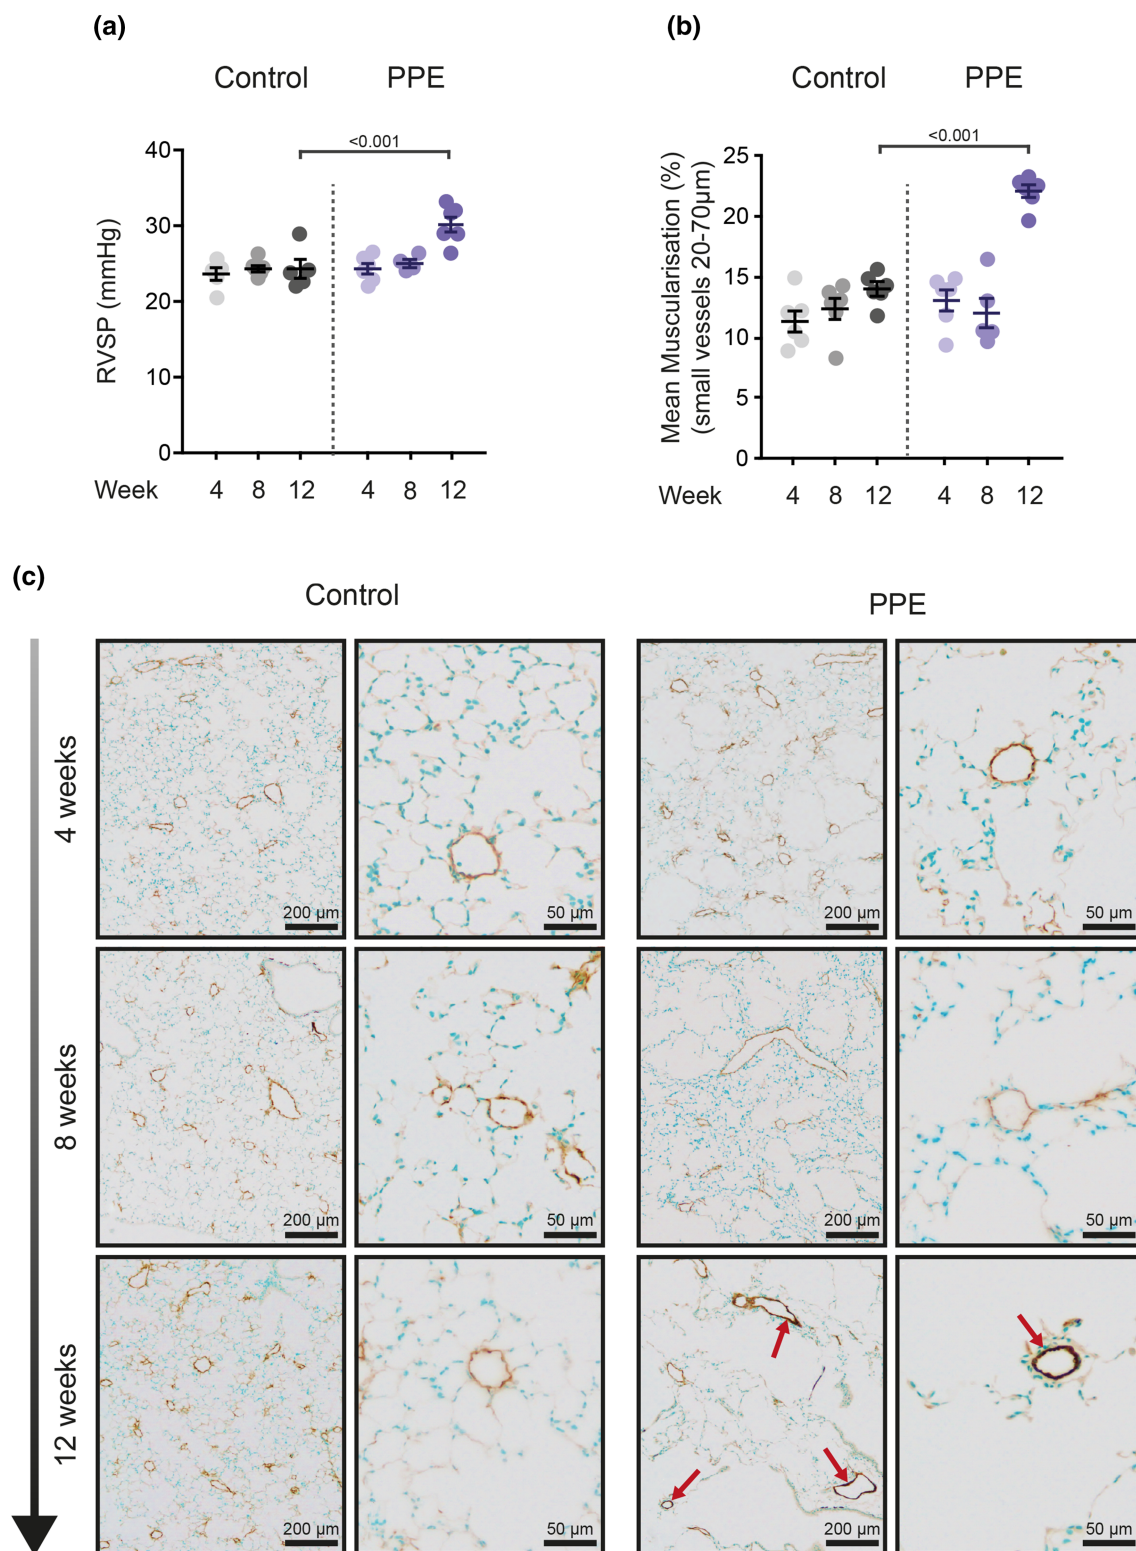 (a)
Control PPE
<0.001
40
30
20
10
0
RVSP (mmHg)
Week 4 8 12 4 8 12
(b)
Control PPE
<0.001
25
20
15
10
5
0
Mean Muscularisation (%)
(small vessels 20-70µm)
Week 4 8 12 4 8 12
(c)
Control PPE
4 weeks
200 µm 50 µm 200 µm 50 µm
8 weeks
200 µm 50 µm 200 µm 50 µm
12 weeks
200 µm 50 µm 200 µm 50 µm